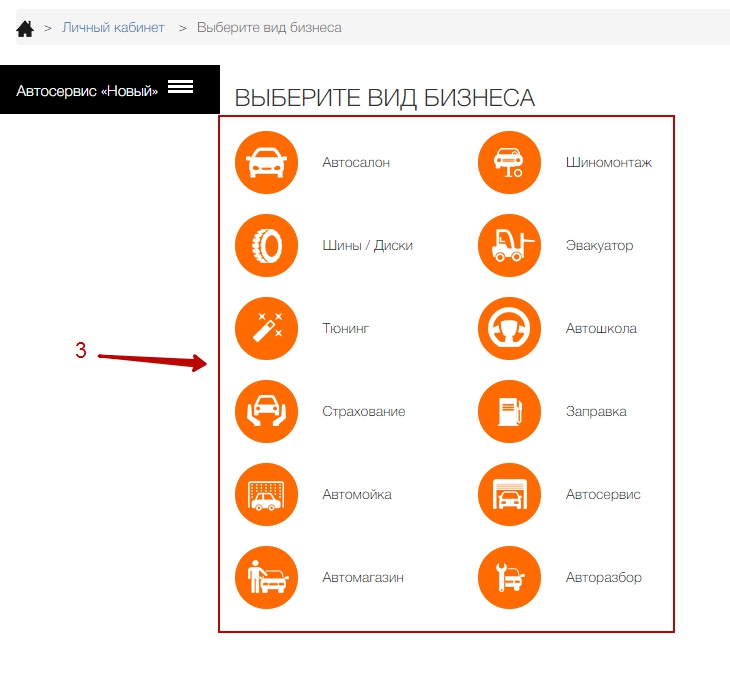 > Личный кабинет > Выберите вид бизнеса
Автосервис «Новый»
ВЫБЕРИТЕ ВИД БИЗНЕСА
Автосалон
Шиномонтаж
Шины / Диски
Эвакуатор
Тюнинг
Автошкола
3
Страхование
Заправка
Автомойка
Автосервис
Автомагазин
Авторазбор